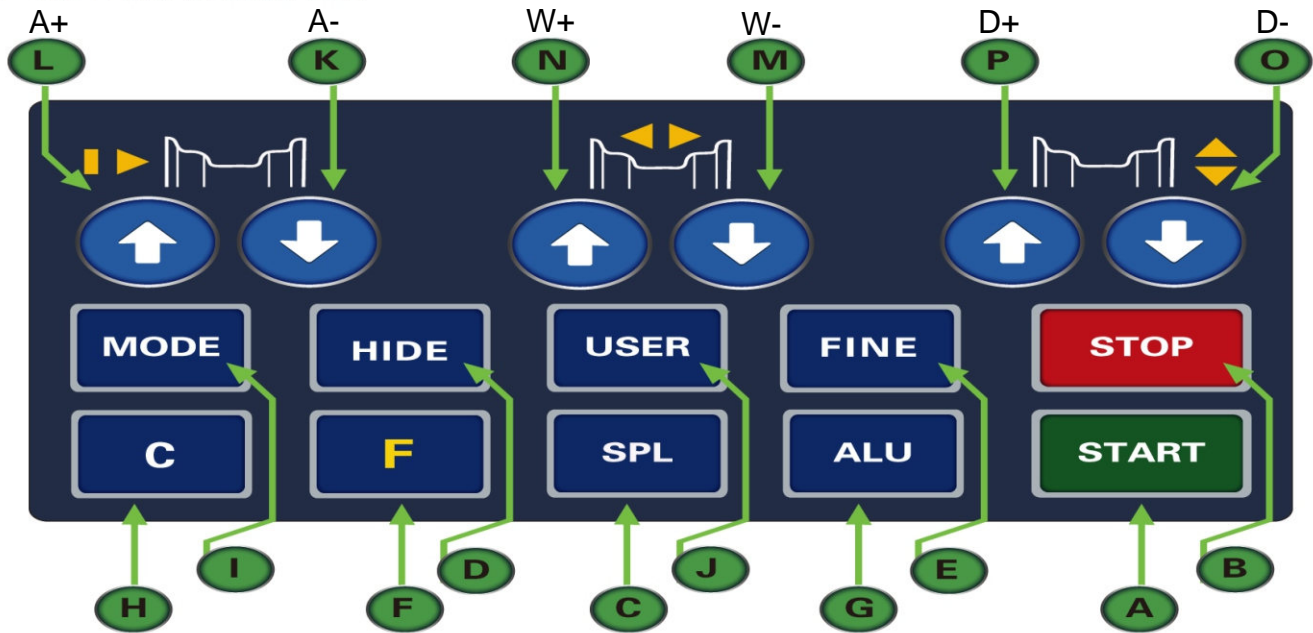 A+ A- W+ W- D+ D-
L K N M P O
MODE HIDE USER FINE STOP
C F SPL ALU START
I D J E B
H F C G A